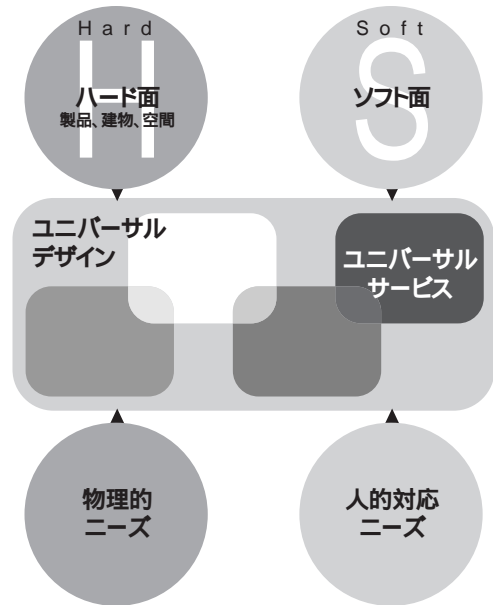 Hard
H
ハード面
製品、建物、空間
Soft
S
ソフト面
ユニバーサル
デザイン
ユニバーサル
サービス
物理的
ニーズ
人的対応
ニーズ